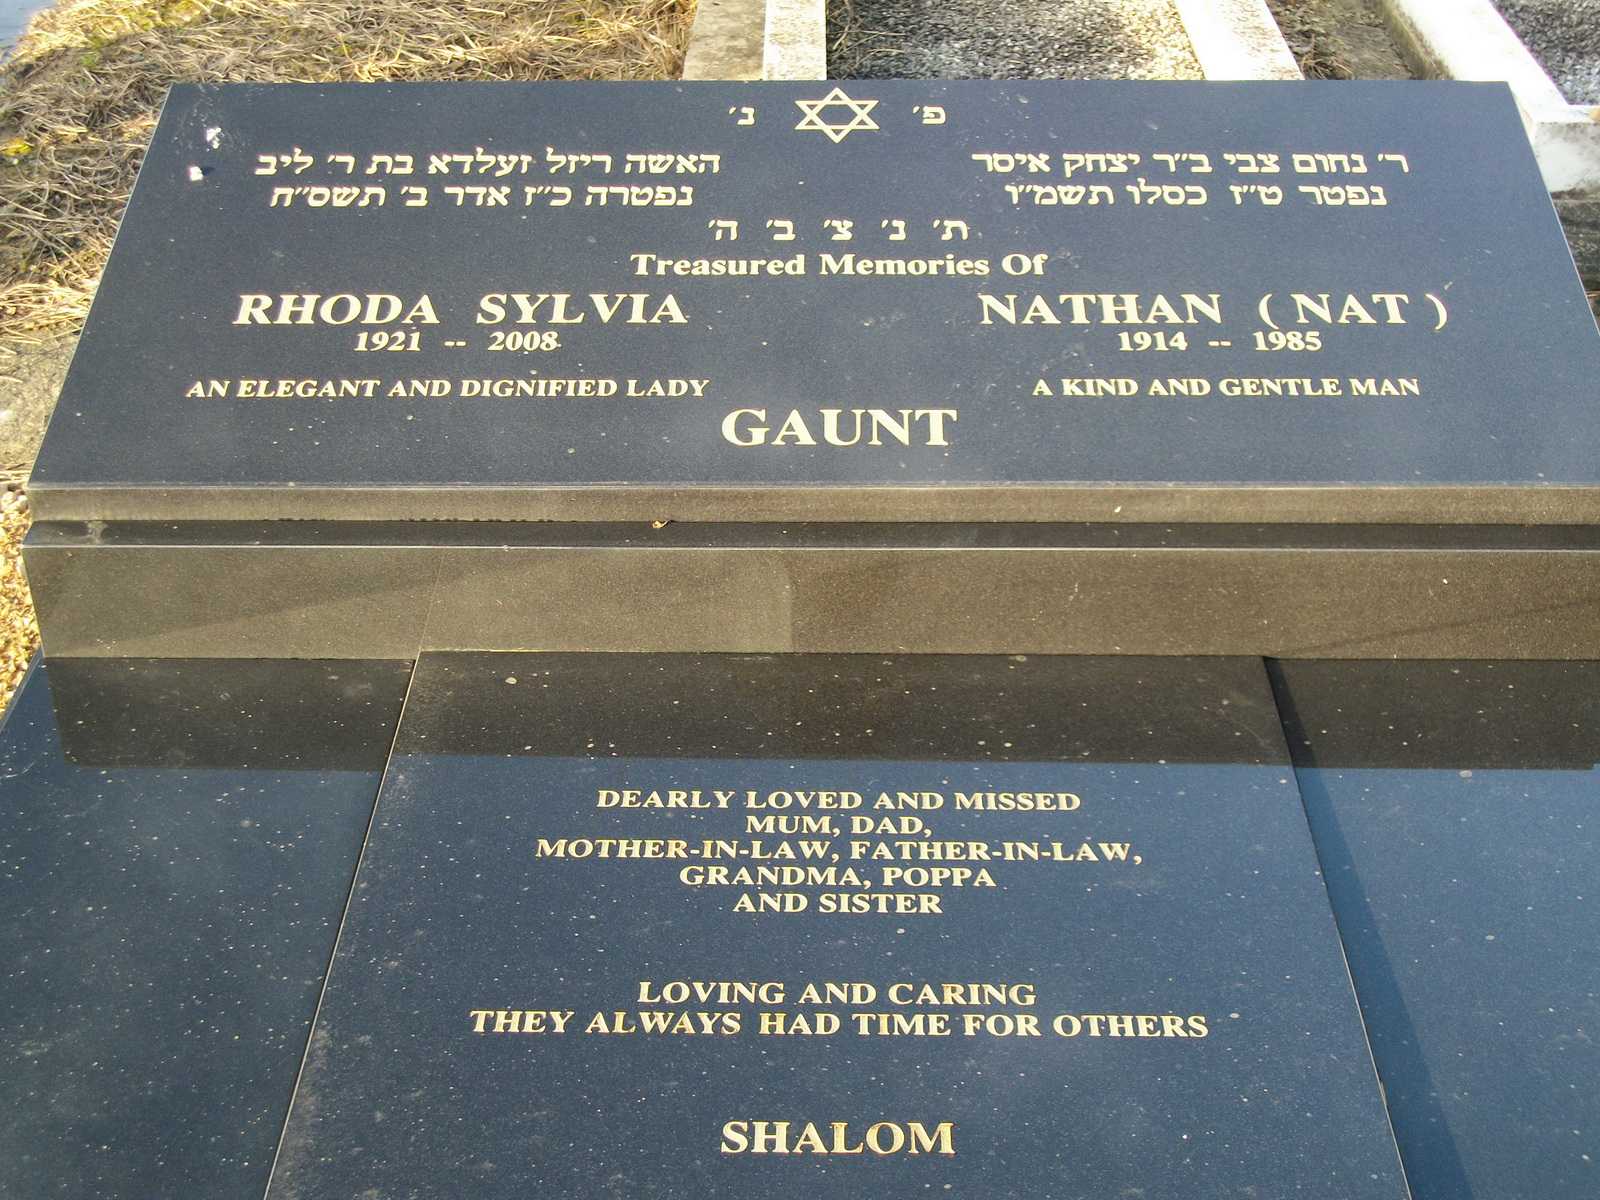 פ׳ נ׳
ר׳ נחום צבי ב״ר יצחק איסר
נפטר ט״ז כסלו תשמ״ו
האשה ריזל זעלדא בת ר׳ ליב
נפטרה כ״ז אדר ב׳ תשס״ח
ת׳ נ׳ צ׳ ב׳ ה׳
Treasured Memories Of
RHODA SYLVIA
1921 -- 2008
AN ELEGANT AND DIGNIFIED LADY
NATHAN ( NAT )
1914 -- 1985
A KIND AND GENTLE MAN
GAUNT
DEARLY LOVED AND MISSED
MUM, DAD,
MOTHER-IN-LAW, FATHER-IN-LAW,
GRANDMA, POPPA
AND SISTER
LOVING AND CARING
THEY ALWAYS HAD TIME FOR OTHERS
SHALOM